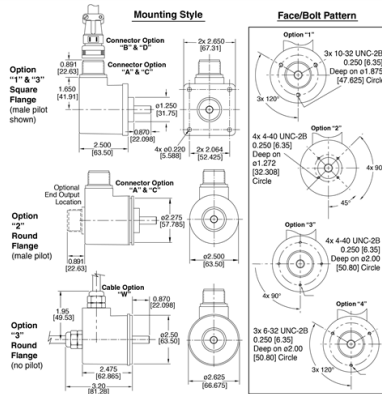 Mounting Style
Connector Option
"B" & "D"
Connector Option
"A" & "C"
0.891
[22.63]
Option
"1" & "3"
Square
Flange
(male pilot
shown)
1.650
[41.91]
ø1.250
[31.75]
0.870
[22.098]
2.500
[63.50]
2x 2.650
[67.31]
4x ø0.220
[5.588]
2x 2.064
[52.425]
Optional
End Output
Location
Connector Option
"A" & "C"
Option
"2"
Round
Flange
(male pilot)
ø2.275
[57.785]
0.891
[22.63]
ø2.500
[63.50]
Cable Option
"W"
0.870
[22.098]
1.95
[49.53]
Option
"3"
Round
Flange
(no pilot)
ø2.50
[63.50]
2.475
[62.865]
3.20
[81.28]
ø2.625
[66.675]
Face/Bolt Pattern
Option "1"
3x 10-32 UNC-2B
0.250 [6.35]
Deep on ø1.875
[47.625] Circle
3x 120°
Option "2"
4x 4-40 UNC-2B
0.250 [6.35]
Deep on
ø1.272
[32.308]
Circle
4x 90°
45°
Option "3"
4x 4-40 UNC-2B
0.250 [6.35]
Deep on ø2.00
[50.80] Circle
4x 90°
Option "4"
3x 6-32 UNC-2B
0.250 [6.35]
Deep on ø2.00
[50.80] Circle
3x 120°